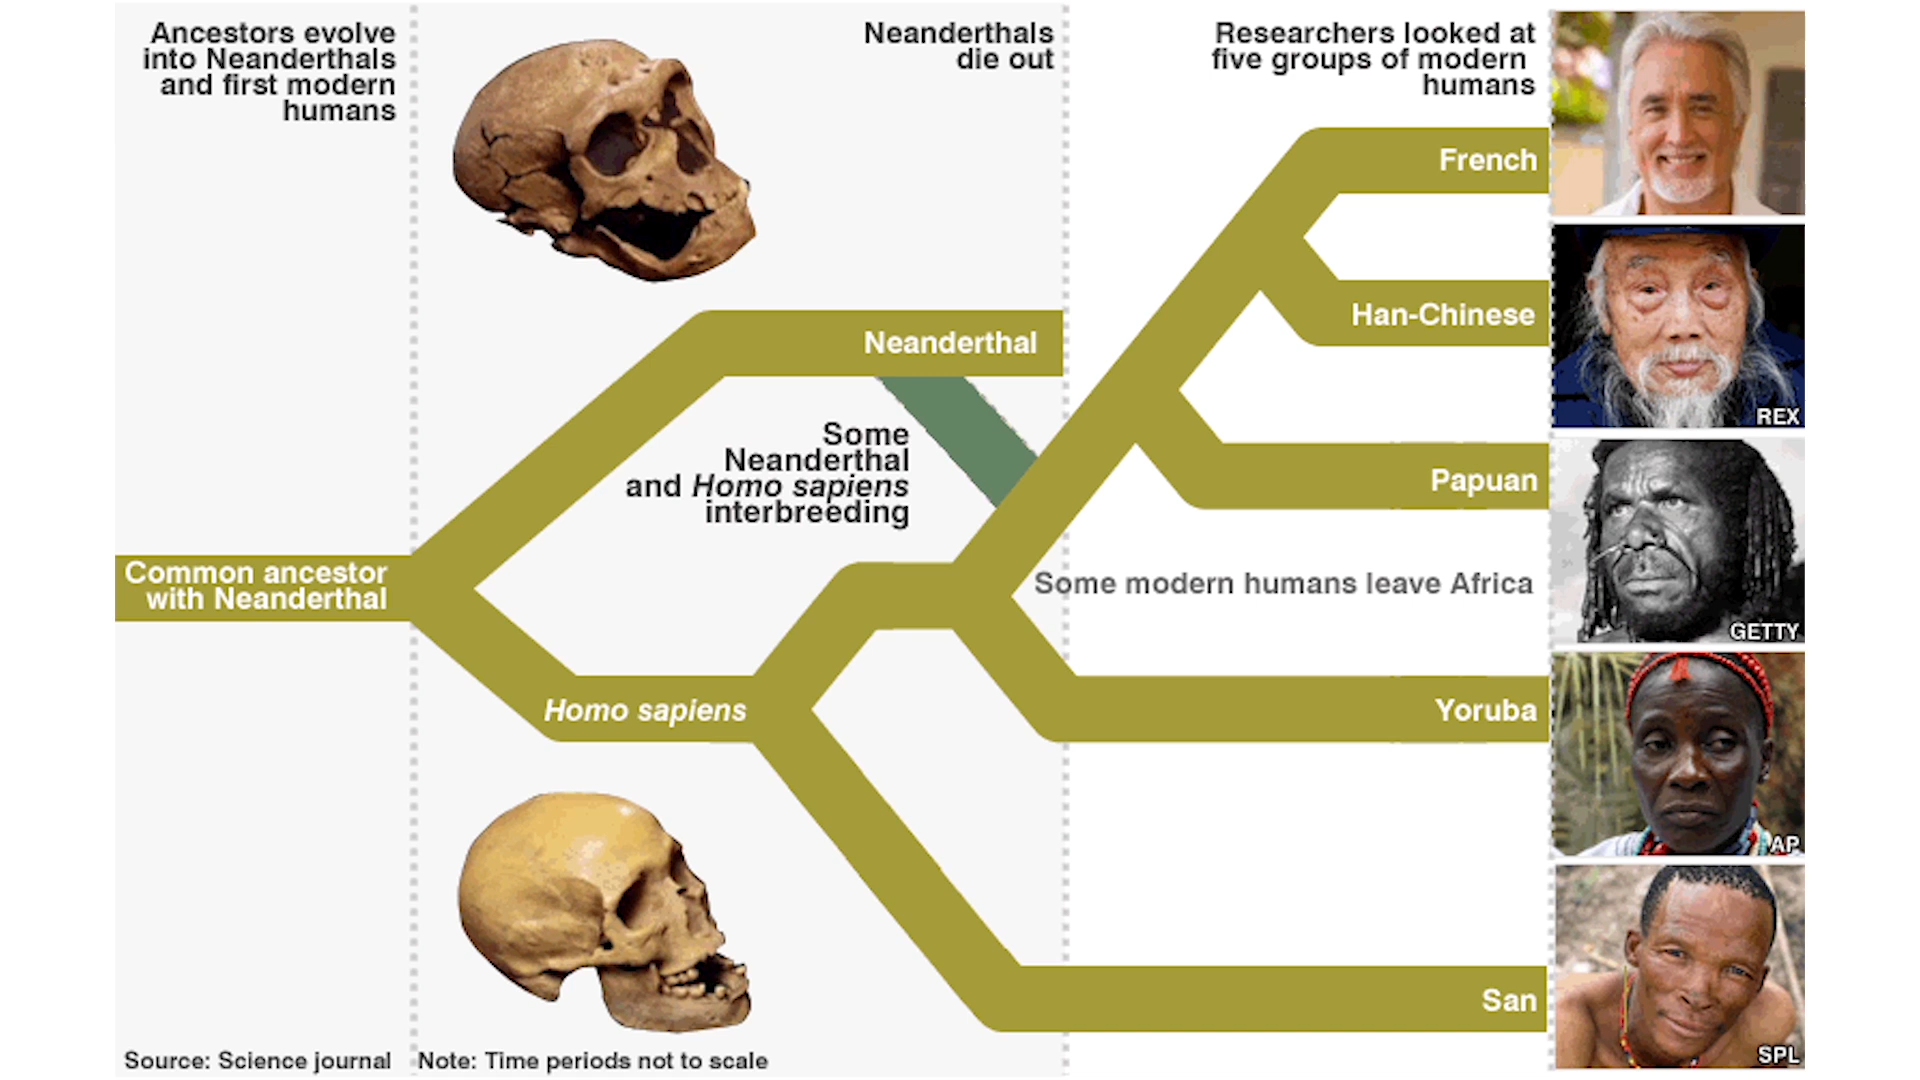 Ancestors evolve
into Neanderthals
and first modern
humans
Neanderthals
die out
Researchers looked at
five groups of modern
humans
French
Han-Chinese
REX
Neanderthal
Some
Neanderthal
and Homo sapiens
interbreeding
Papuan
Common ancestor
with Neanderthal
Some modern humans leave Africa
GETTY
Homo sapiens
Yoruba
AP
San
SPL
Source: Science journal
Note: Time periods not to scale